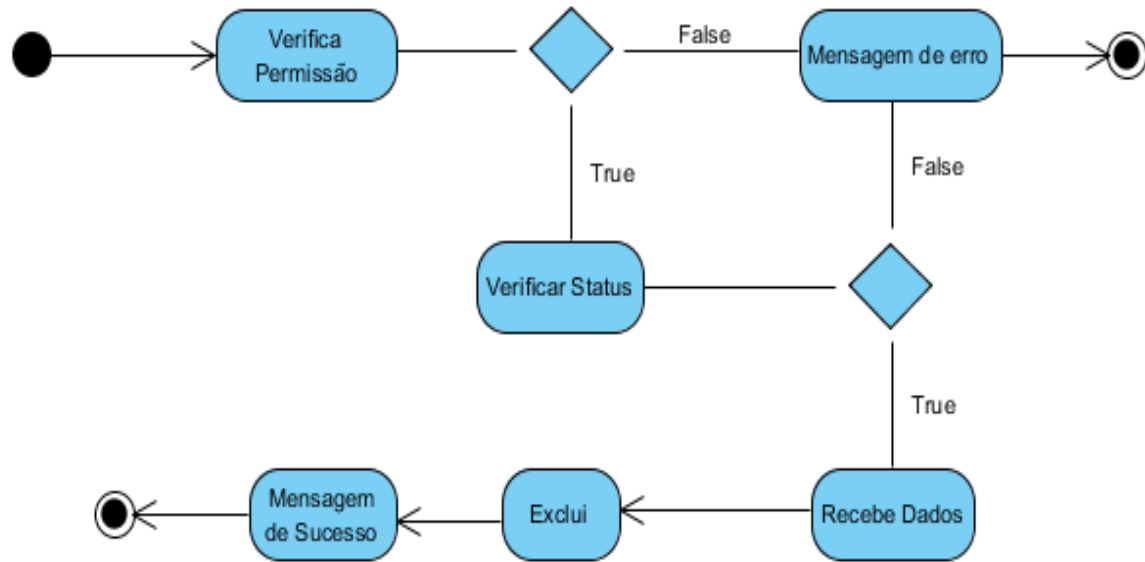 Verifica
Permissão
False
Mensagem de erro
True
False
Verificar Status
True
Mensagem
de Sucesso
Exclui
Recebe Dados